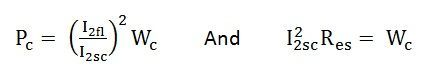 P_c = (I_2fl / I_2sc)^2 W_c And I_2sc^2 R_es = W_c